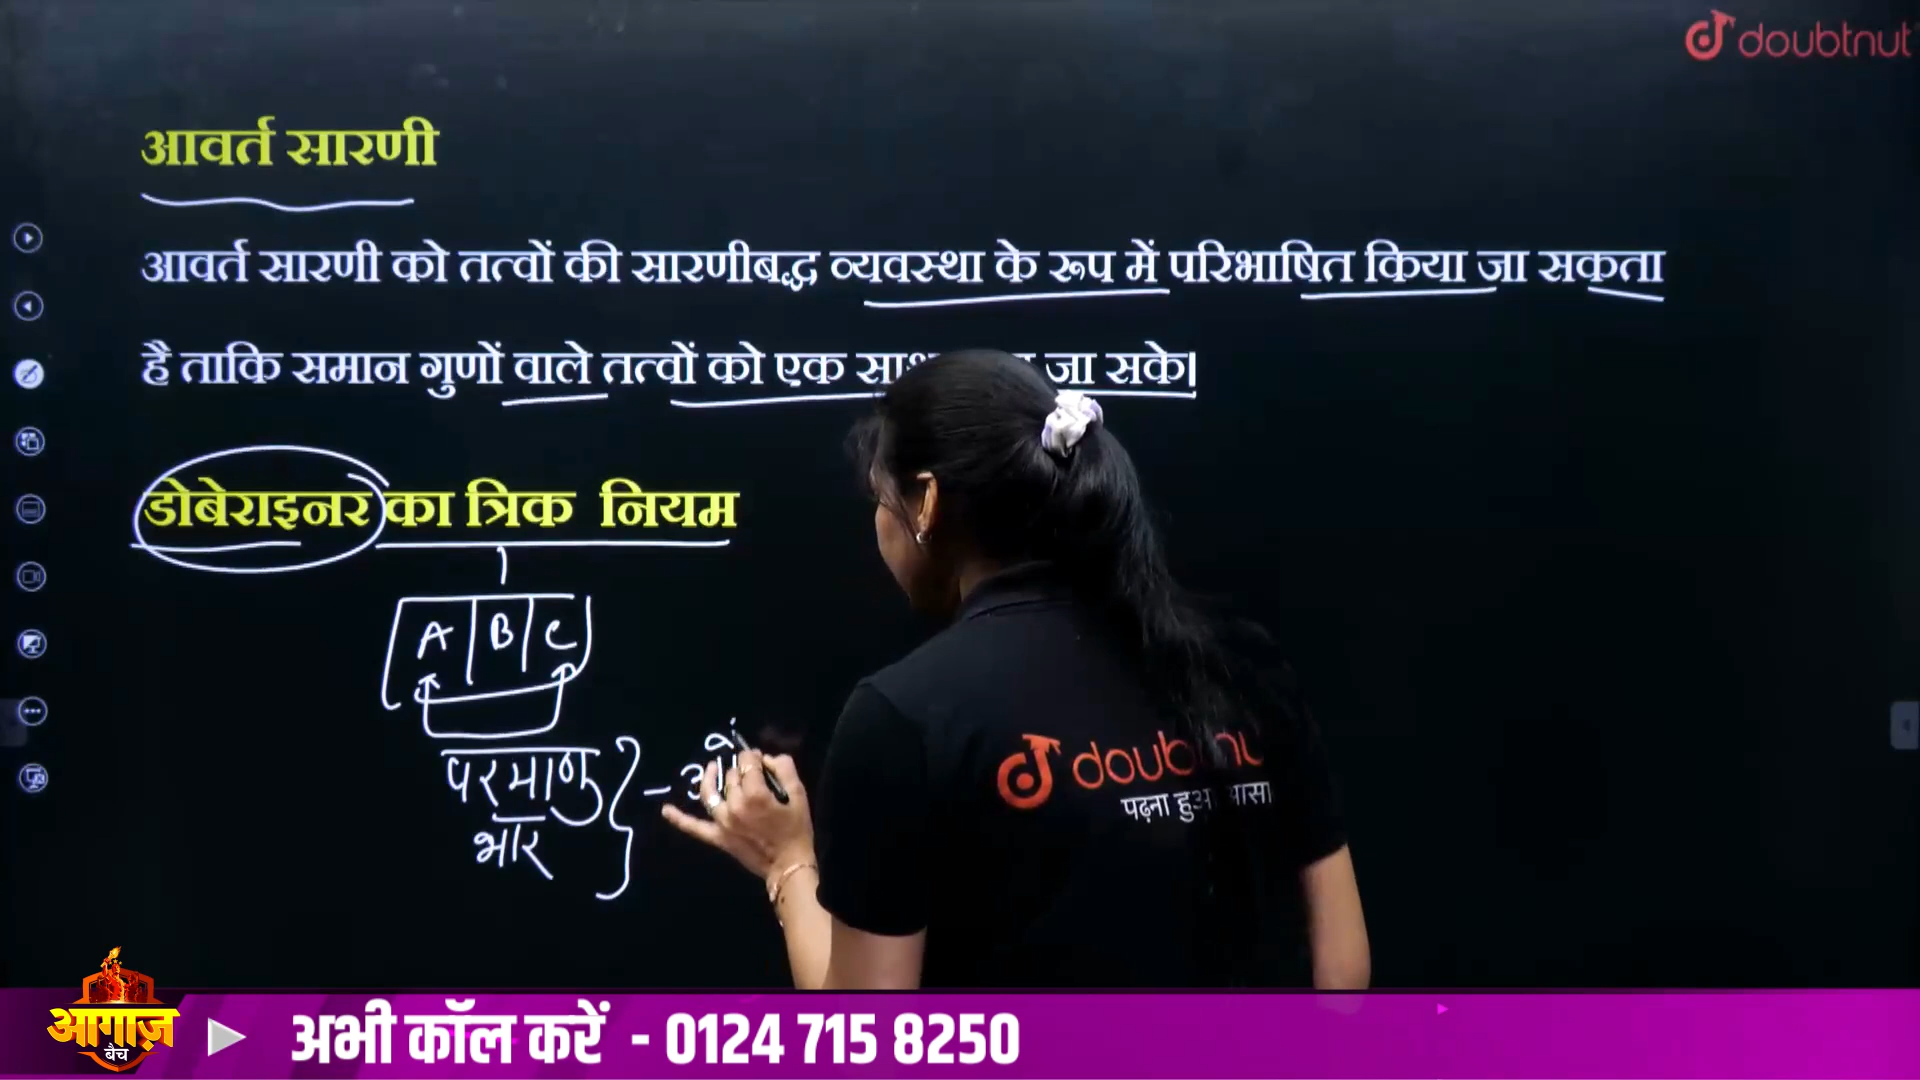 doubtnut
आवर्त सारणी
आवर्त सारणी को तत्वों की सारणीबद्ध व्यवस्था के रूप में परिभाषित किया जा सकता
है ताकि समान गुणों वाले तत्वों को एक जा सके।
डोबेराइनर का त्रिक नियम
A B C
परमाणु
भार
पढ़ना हुआ
आगाज़
बैच
अभी कॉल करें - 0124 715 8250